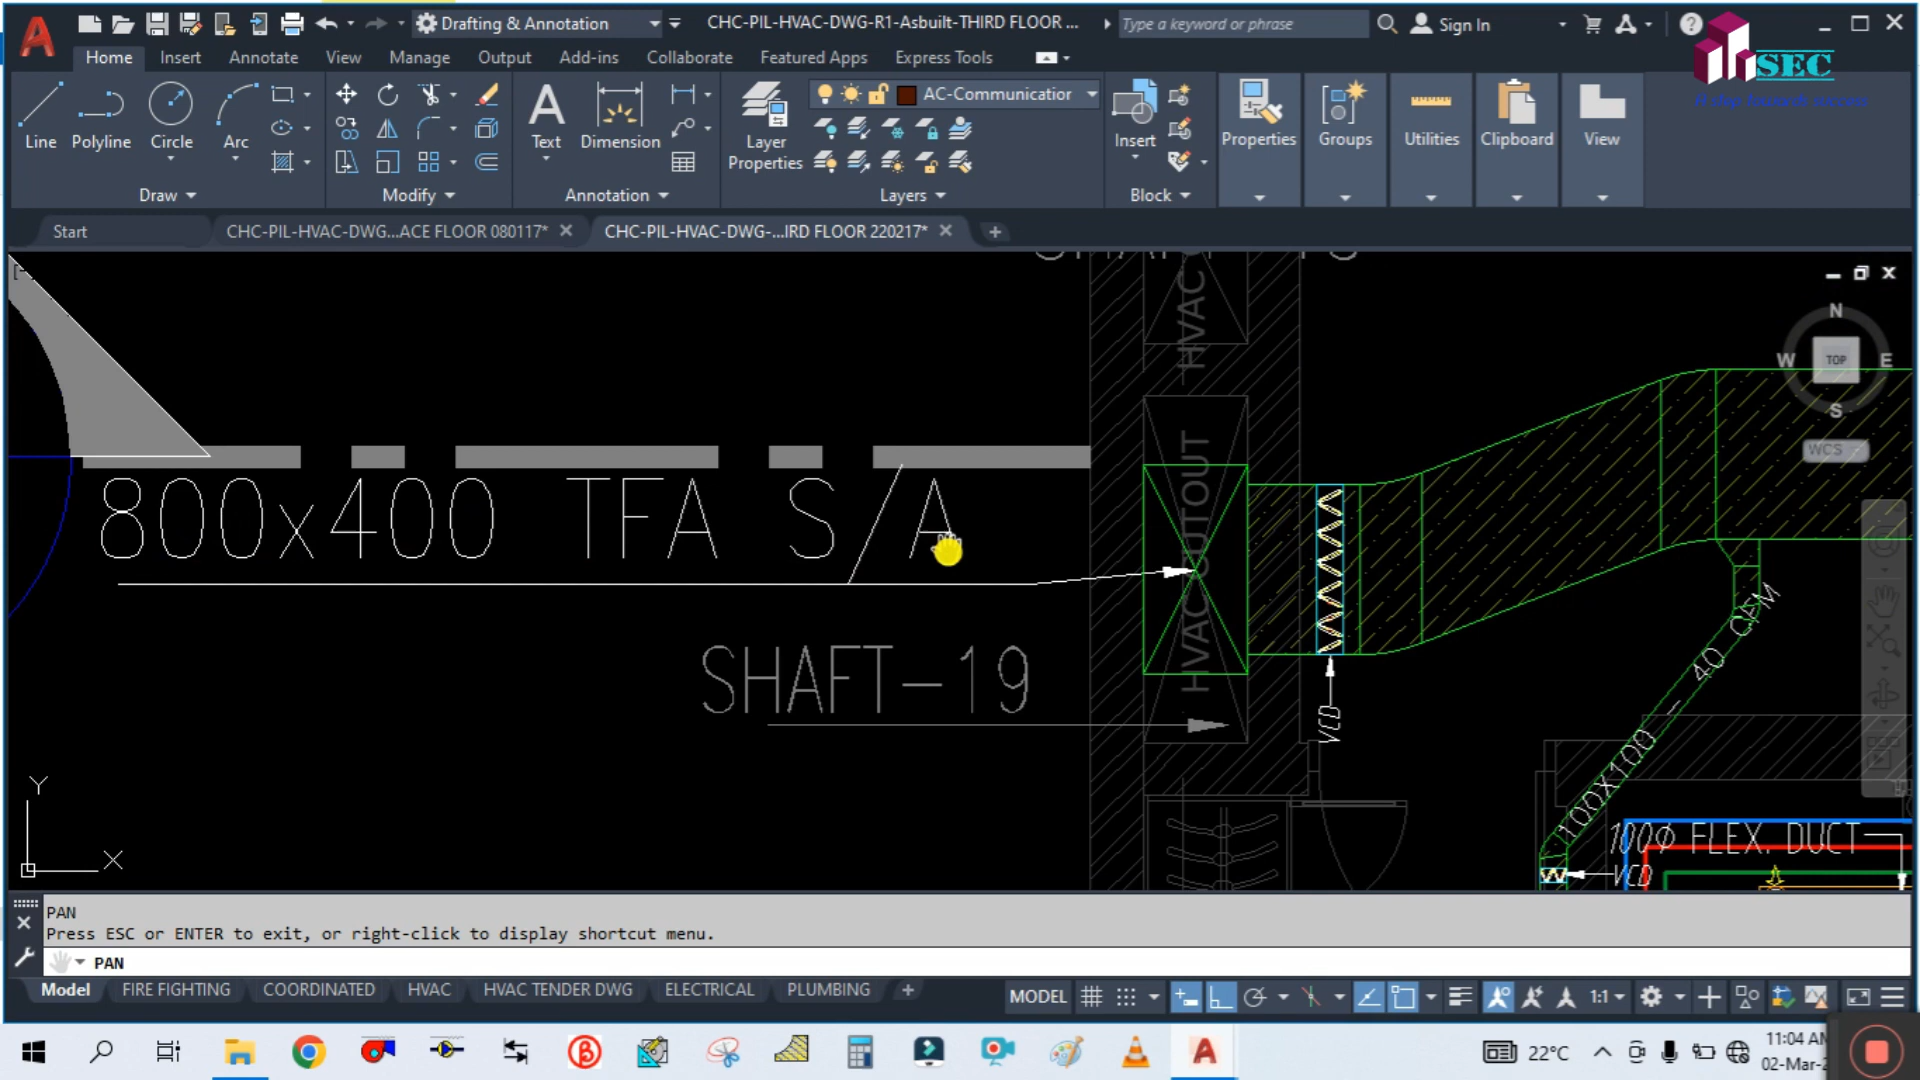 Drafting & Annotation
CHC-PIL-HVAC-DWG-R1-Asbuilt-THIRD FLOOR ...
Type a keyword or phrase
Sign In
SEC
A step towards success
Home Insert Annotate View Manage Output Add-ins Collaborate Featured Apps Express Tools
Line Polyline Circle Arc
Text Dimension
Layer Properties
AC-Communication
Insert
Properties Groups Utilities Clipboard View
Draw Modify Annotation Layers Block
Start
CHC-PIL-HVAC-DWG...ACE FLOOR 080117*
CHC-PIL-HVAC-DWG-...IRD FLOOR 220217*
HVAC
N
W TOP E
S
WCS
800x400 TFA S/A
HVAC CUTOUT
SHAFT-19
VCD
100X100 - 40 CFM
100Φ FLEX. DUCT
VCD
Y
X
PAN
Press ESC or ENTER to exit, or right-click to display shortcut menu.
PAN
Model FIRE FIGHTING COORDINATED HVAC HVAC TENDER DWG ELECTRICAL PLUMBING
MODEL
1:1
22°C
11:04 AM
02-Mar-2